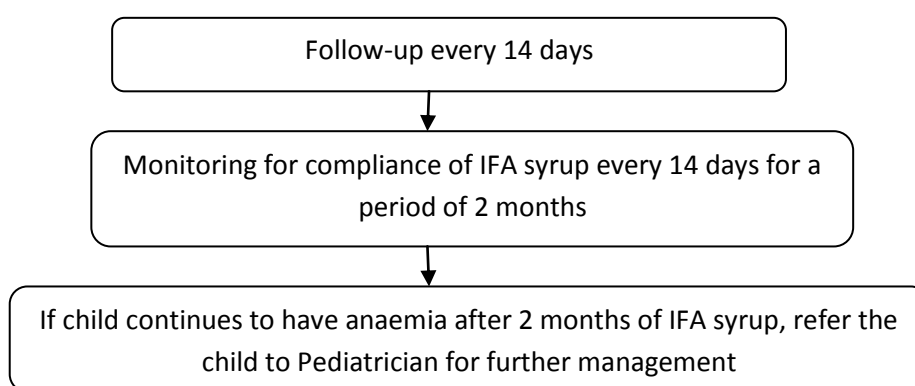 Follow-up every 14 days
Monitoring for compliance of IFA syrup every 14 days for a
period of 2 months
If child continues to have anaemia after 2 months of IFA syrup, refer the
child to Pediatrician for further management